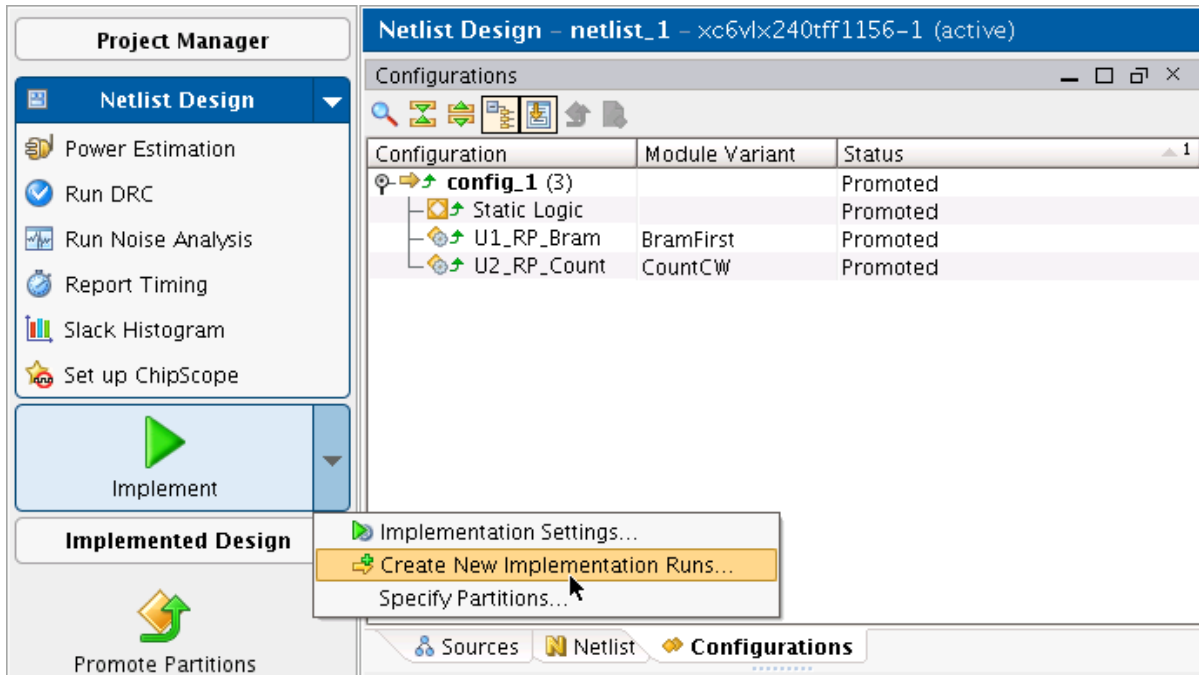 Project Manager
Netlist Design
Power Estimation
Run DRC
Run Noise Analysis
Report Timing
Slack Histogram
Set up ChipScope
Implement
Implemented Design
Promote Partitions
Netlist Design – netlist_1 – xc6vlx240tff1156–1 (active)
Configurations
Configuration Module Variant Status 1
config_1 (3) Promoted
Static Logic Promoted
U1_RP_Bram BramFirst Promoted
U2_RP_Count CountCW Promoted
Implementation Settings...
Create New Implementation Runs...
Specify Partitions...
Sources Netlist Configurations